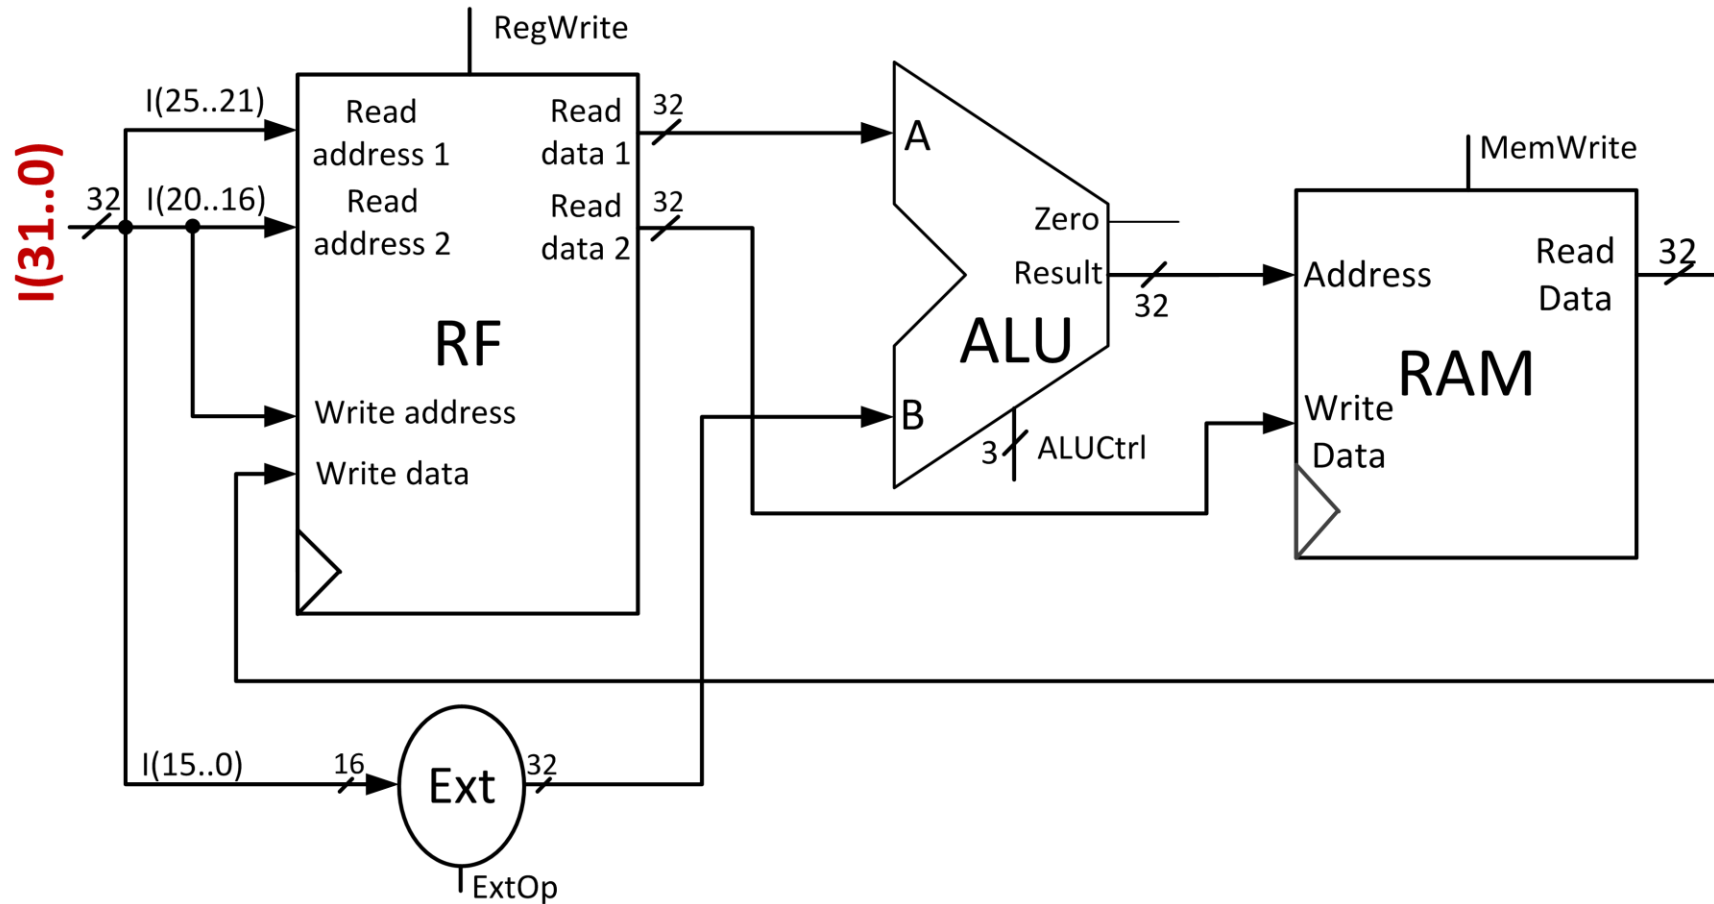 RegWrite
I(31..0)
32
I(25..21)
I(20..16)
Read
address 1
Read
address 2
Read
data 1
Read
data 2
32
32
RF
Write address
Write data
A
B
Zero
Result
32
ALU
3
ALUCtrl
MemWrite
Address
Read
Data
32
RAM
Write
Data
I(15..0)
16
Ext
32
ExtOp